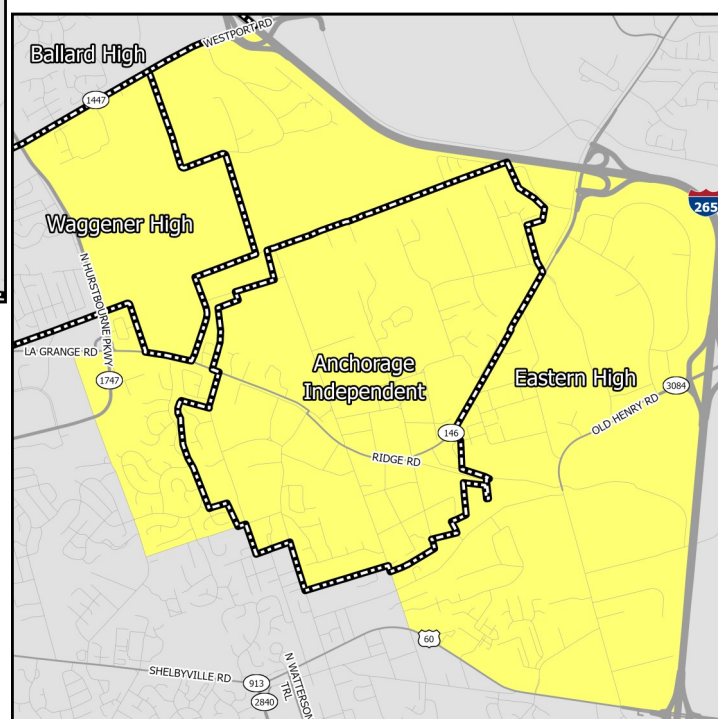 WESTPORT RD
Ballard High
1447
265
Waggener High
N HURSTBOURNE PKWY
LA GRANGE RD
1747
Anchorage
Independent
Eastern High
3084
OLD HENRY RD
146
RIDGE RD
60
SHELBYVILLE RD
913
N WATTERSON
TRL
2840